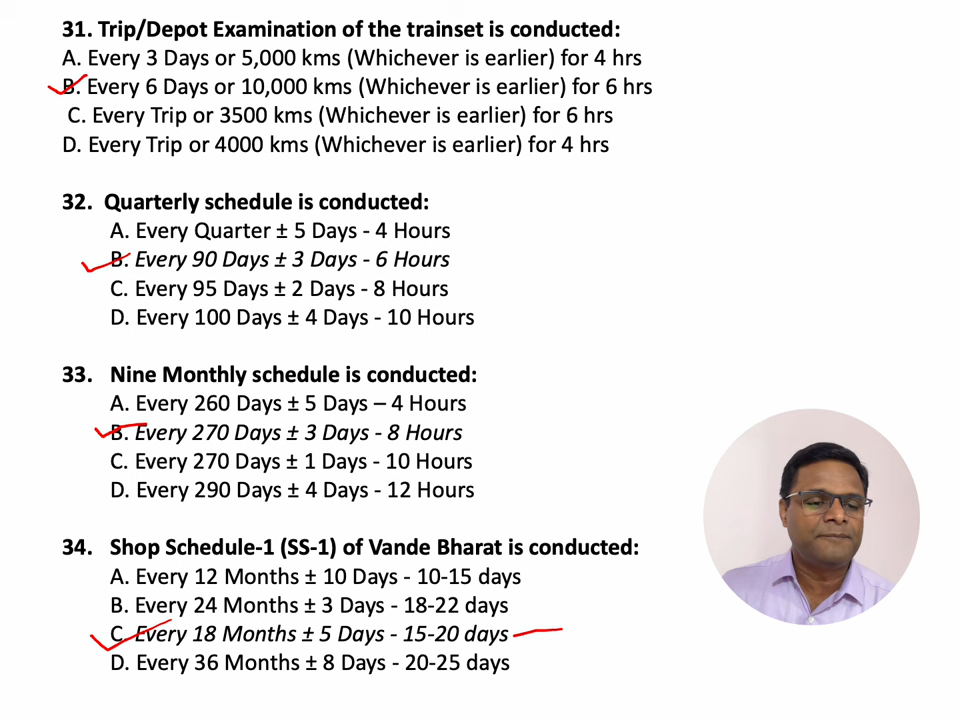 31. Trip/Depot Examination of the trainset is conducted:
A. Every 3 Days or 5,000 kms (Whichever is earlier) for 4 hrs
B. Every 6 Days or 10,000 kms (Whichever is earlier) for 6 hrs
C. Every Trip or 3500 kms (Whichever is earlier) for 6 hrs
D. Every Trip or 4000 kms (Whichever is earlier) for 4 hrs
32. Quarterly schedule is conducted:
A. Every Quarter ± 5 Days - 4 Hours
B. Every 90 Days ± 3 Days - 6 Hours
C. Every 95 Days ± 2 Days - 8 Hours
D. Every 100 Days ± 4 Days - 10 Hours
33. Nine Monthly schedule is conducted:
A. Every 260 Days ± 5 Days – 4 Hours
B. Every 270 Days ± 3 Days - 8 Hours
C. Every 270 Days ± 1 Days - 10 Hours
D. Every 290 Days ± 4 Days - 12 Hours
34. Shop Schedule-1 (SS-1) of Vande Bharat is conducted:
A. Every 12 Months ± 10 Days - 10-15 days
B. Every 24 Months ± 3 Days - 18-22 days
C. Every 18 Months ± 5 Days - 15-20 days
D. Every 36 Months ± 8 Days - 20-25 days